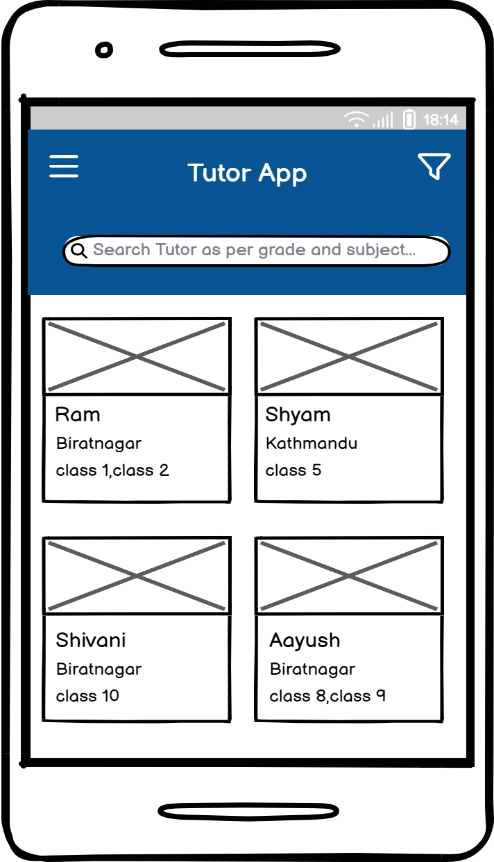 18:14
Tutor App
Search Tutor as per grade and subject...
Ram
Biratnagar
class 1,class 2
Shyam
Kathmandu
class 5
Shivani
Biratnagar
class 10
Aayush
Biratnagar
class 8,class 9